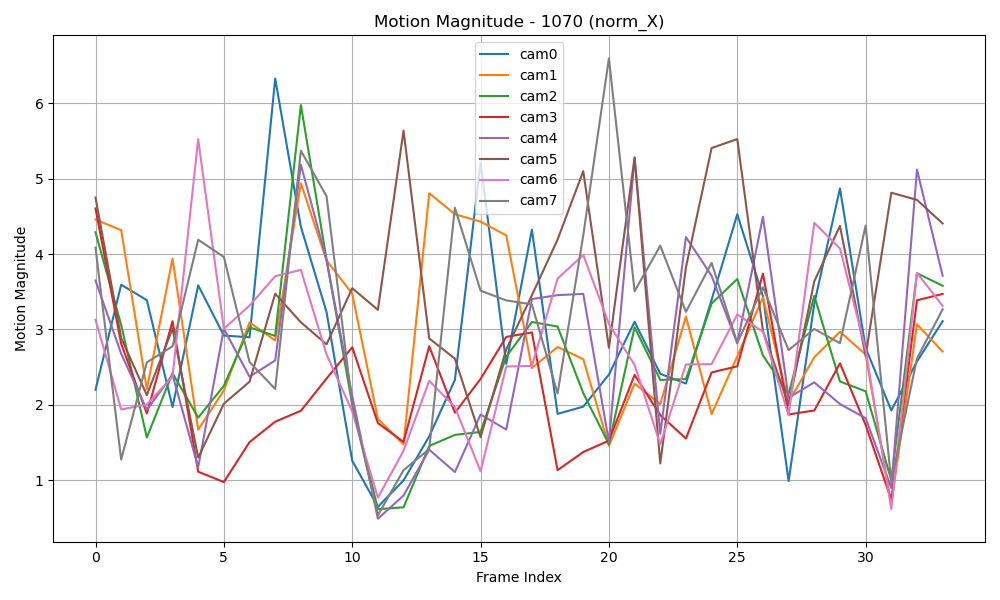 Motion Magnitude - 1070 (norm_X)
cam0
cam1
cam2
cam3
cam4
cam5
cam6
cam7
Motion Magnitude
6
5
4
3
2
1
0 5 10 15 20 25 30
Frame Index